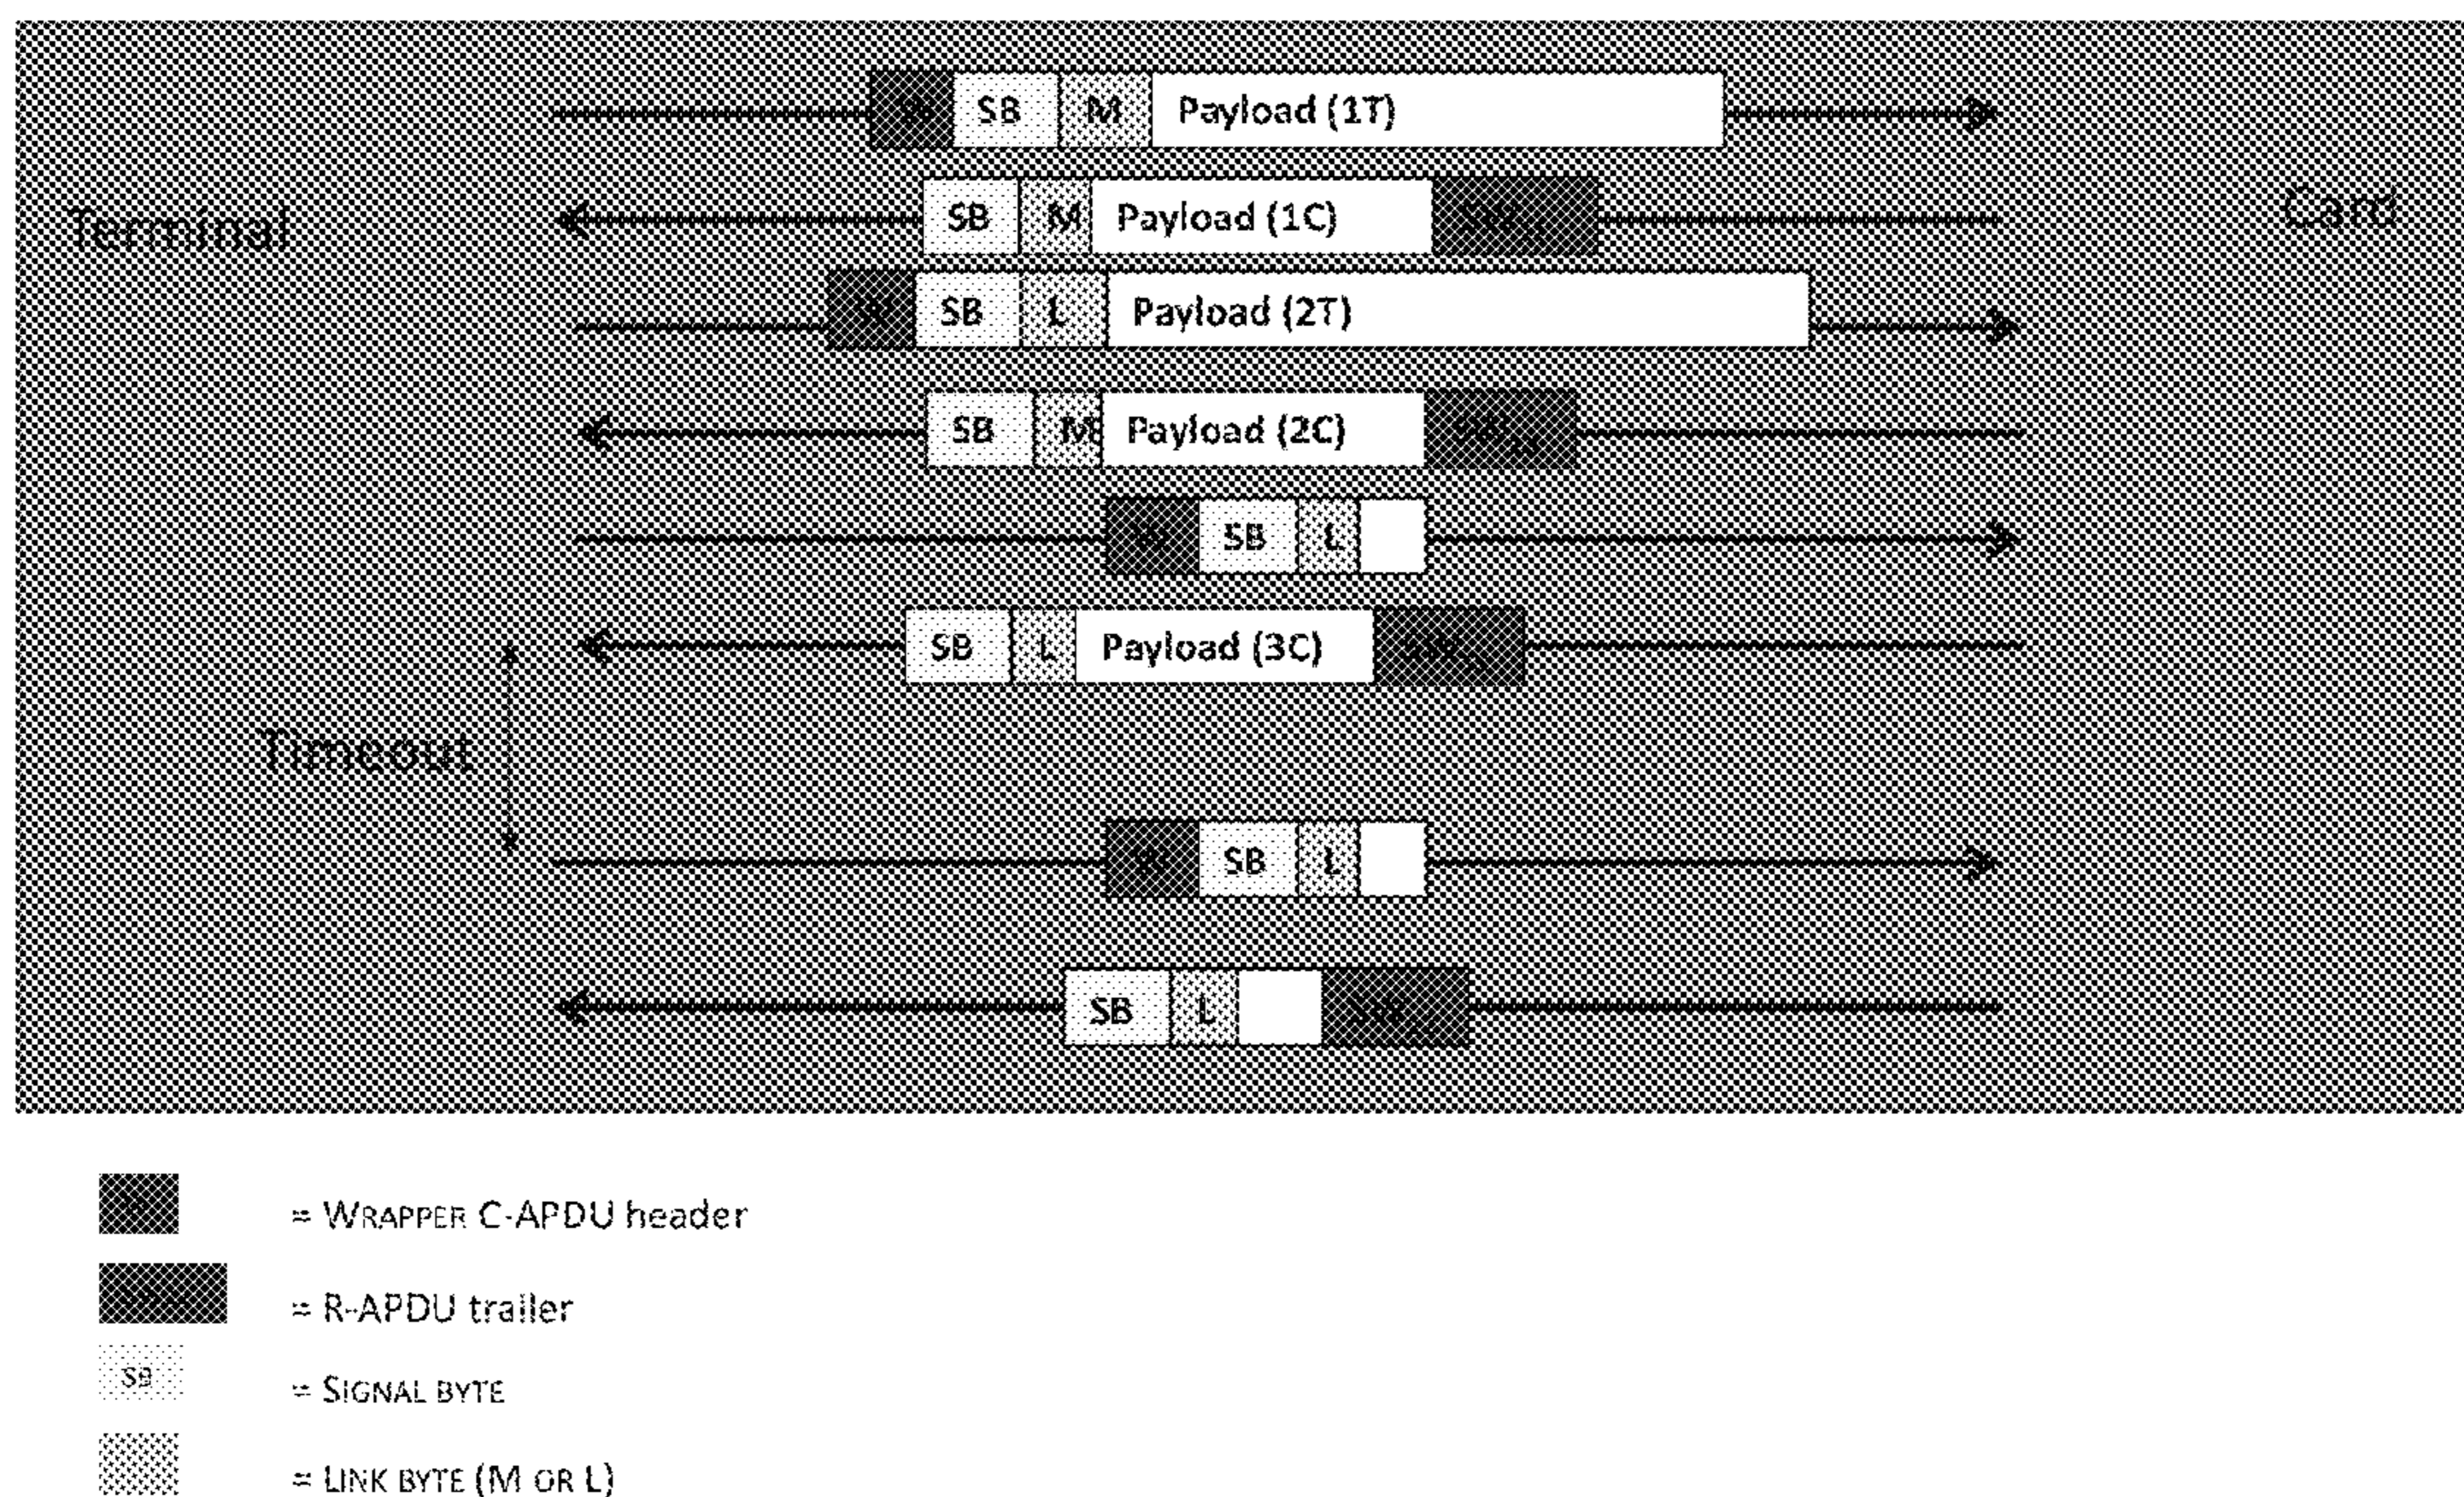 SB M Payload (1T)
Terminal
SB M Payload (1C)
Card
SB L Payload (2T)
SB M Payload (2C)
SB L
SB L Payload (3C)
Timeout
SB L
SB L
= WRAPPER C-APDU header
= R-APDU trailer
SB = SIGNAL BYTE
= LINK BYTE (M OR L)